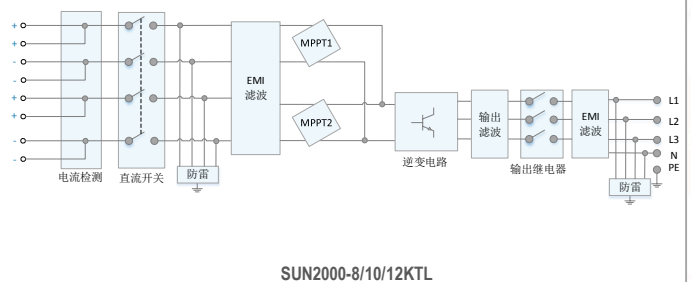 +
+
-
-
+
+
-
-
电流检测
直流开关
防雷
EMI
滤波
MPPT1
MPPT2
逆变电路
输出
滤波
输出继电器
EMI
滤波
防雷
L1
L2
L3
N
PE
SUN2000-8/10/12KTL